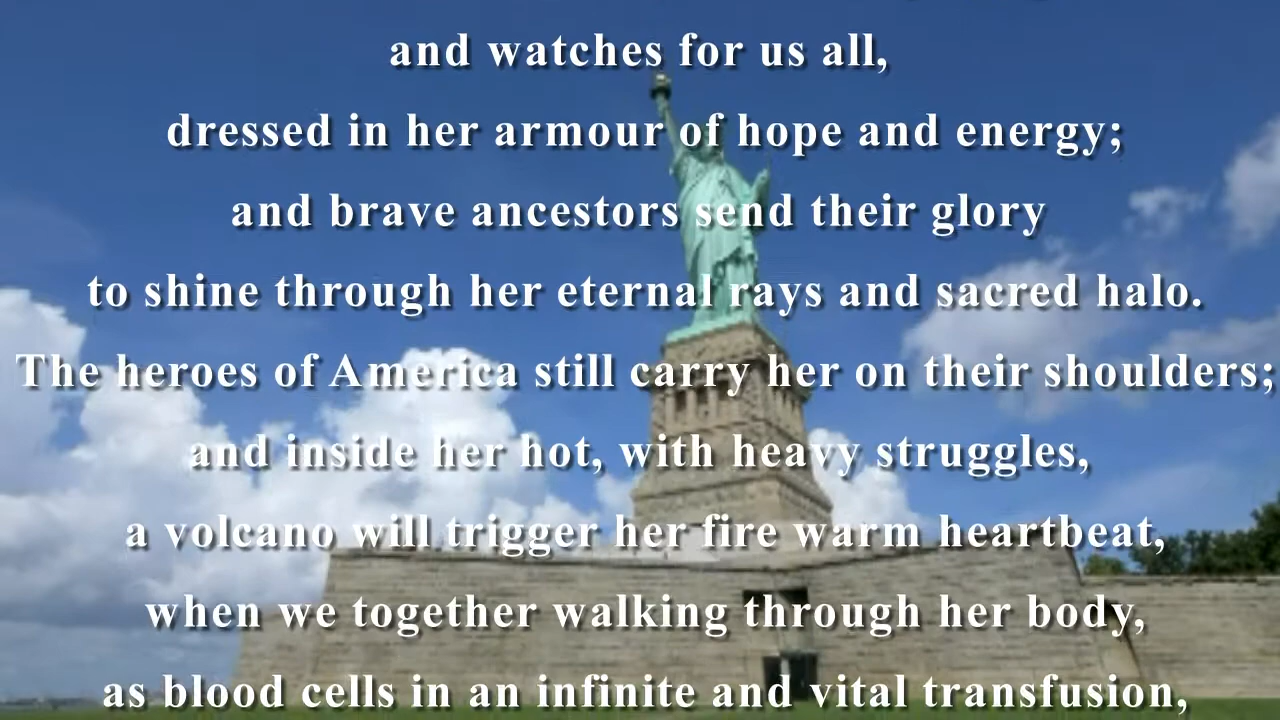 and watches for us all,
dressed in her armour of hope and energy;
and brave ancestors send their glory
to shine through her eternal rays and sacred halo.
The heroes of America still carry her on their shoulders;
and inside her hot, with heavy struggles,
a volcano will trigger her fire warm heartbeat,
when we together walking through her body,
as blood cells in an infinite and vital transfusion,